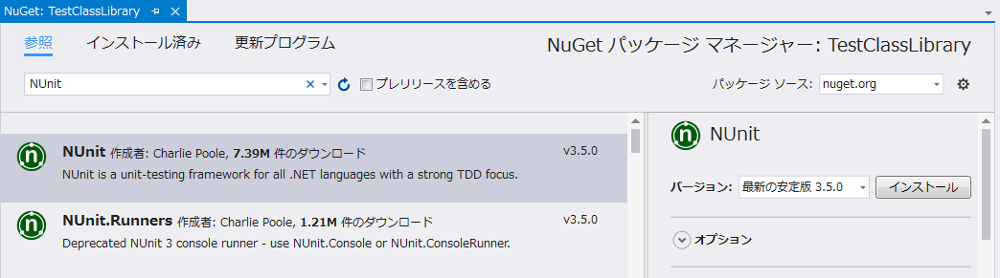 NuGet: TestClassLibrary
参照 インストール済み 更新プログラム
NuGet パッケージ マネージャー: TestClassLibrary
NUnit
プレリリースを含める
パッケージ ソース: nuget.org
NUnit 作成者: Charlie Poole, 7.39M 件のダウンロード v3.5.0
NUnit is a unit-testing framework for all .NET languages with a strong TDD focus.
NUnit.Runners 作成者: Charlie Poole, 1.21M 件のダウンロード v3.5.0
Deprecated NUnit 3 console runner - use NUnit.Console or NUnit.ConsoleRunner.
NUnit
バージョン: 最新の安定版 3.5.0 インストール
オプション